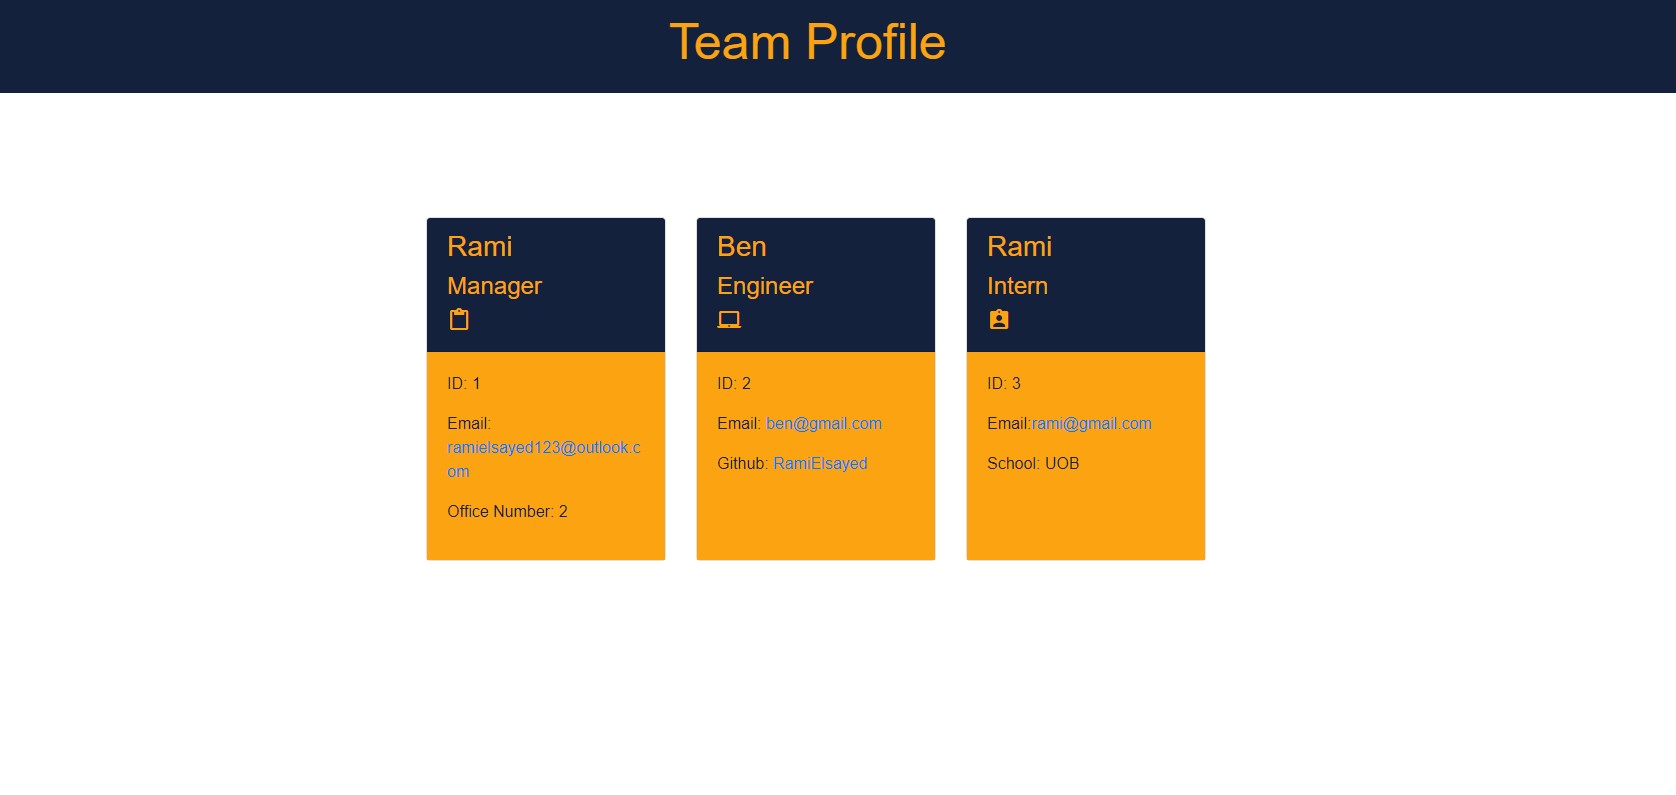 Team Profile
Rami
Manager
ID: 1
Email:
ramielsayed123@outlook.c
om
Office Number: 2
Ben
Engineer
ID: 2
Email: ben@gmail.com
Github: RamiElsayed
Rami
Intern
ID: 3
Email:rami@gmail.com
School: UOB